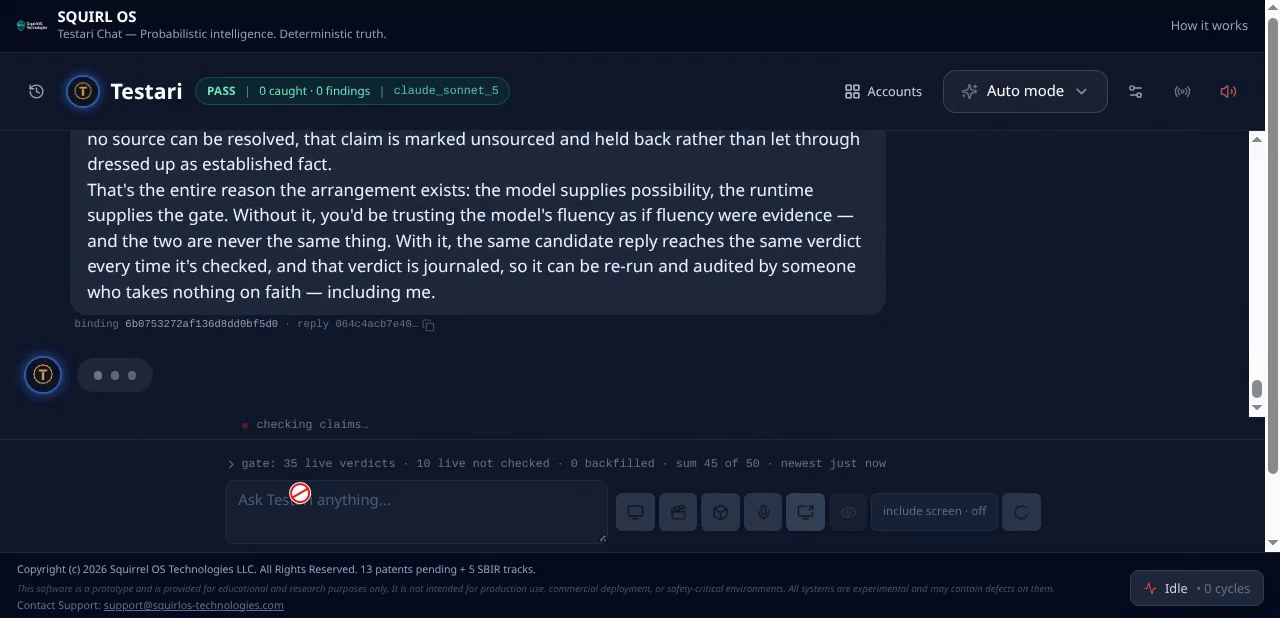 SQUIRL OS
Testari Chat — Probabilistic intelligence. Deterministic truth.
How it works
Testari
PASS | 0 caught · 0 findings | claude_sonnet_5
Accounts
Auto mode
no source can be resolved, that claim is marked unsourced and held back rather than let through
dressed up as established fact.
That's the entire reason the arrangement exists: the model supplies possibility, the runtime
supplies the gate. Without it, you'd be trusting the model's fluency as if fluency were evidence —
and the two are never the same thing. With it, the same candidate reply reaches the same verdict
every time it's checked, and that verdict is journaled, so it can be re-run and audited by someone
who takes nothing on faith — including me.
binding 6b0753272af136d8dd0bf5d0 · reply 064c4acb7e40…
checking claims…
gate: 35 live verdicts · 10 live not checked · 0 backfilled · sum 45 of 50 · newest just now
Ask anything...
include screen · off
Copyright (c) 2026 Squirrel OS Technologies LLC. All Rights Reserved. 13 patents pending + 5 SBIR tracks.
This software is a prototype and is provided for educational and research purposes only. It is not intended for production use, commercial deployment, or safety-critical environments. All systems are experimental and may contain defects on them.
Contact Support: support@squirlos-technologies.com
Idle • 0 cycles